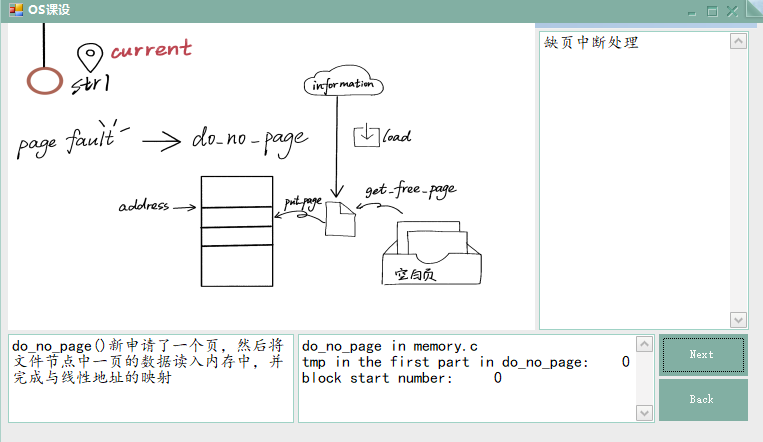 OS课设
current
str1
information
page fault
do_no_page
load
address
put_page
get_free_page
空白页
缺页中断处理
do_no_page()新申请了一个页，然后将
文件节点中一页的数据读入内存中，并
完成与线性地址的映射
do_no_page in memory.c
tmp in the first part in do_no_page: 0
block start number: 0
Next
Back